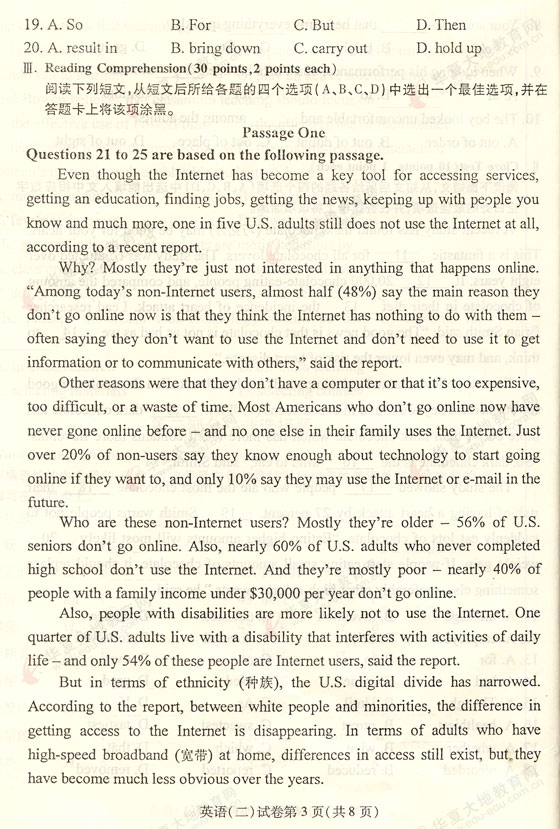 19. A. So B. For C. But D. Then
20. A. result in B. bring down C. carry out D. hold up
Ⅲ. Reading Comprehension(30 points,2 points each)
阅读下列短文,从短文后所给各题的四个选项(A、B、C、D)中选出一个最佳选项,并在
答题卡上将该项涂黑。
Passage One
Questions 21 to 25 are based on the following passage.
Even though the Internet has become a key tool for accessing services,
getting an education, finding jobs, getting the news, keeping up with people you
know and much more, one in five U.S. adults still does not use the Internet at all,
according to a recent report.
Why? Mostly they're just not interested in anything that happens online.
“Among today's non-Internet users, almost half (48%) say the main reason they
don't go online now is that they think the Internet has nothing to do with them –
often saying they don't want to use the Internet and don't need to use it to get
information or to communicate with others,” said the report.
Other reasons were that they don't have a computer or that it's too expensive,
too difficult, or a waste of time. Most Americans who don't go online now have
never gone online before – and no one else in their family uses the Internet. Just
over 20% of non-users say they know enough about technology to start going
online if they want to, and only 10% say they may use the Internet or e-mail in the
future.
Who are these non-Internet users? Mostly they're older – 56% of U.S.
seniors don't go online. Also, nearly 60% of U.S. adults who never completed
high school don't use the Internet. And they're mostly poor – nearly 40% of
people with a family income under $30,000 per year don't go online.
Also, people with disabilities are more likely not to use the Internet. One
quarter of U.S. adults live with a disability that interferes with activities of daily
life – and only 54% of these people are Internet users, said the report.
But in terms of ethnicity (种族), the U.S. digital divide has narrowed.
According to the report, between white people and minorities, the difference in
getting access to the Internet is disappearing. In terms of adults who have
high-speed broadband (宽带) at home, differences in access still exist, but they
have become much less obvious over the years.
英语(二)试卷第 3 页(共 8 页)